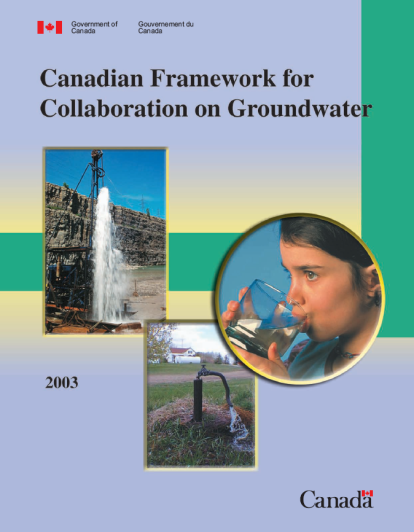 Government of
Canada
Gouvernement du
Canada
Canadian Framework for
Collaboration on Groundwater
2003
Canada